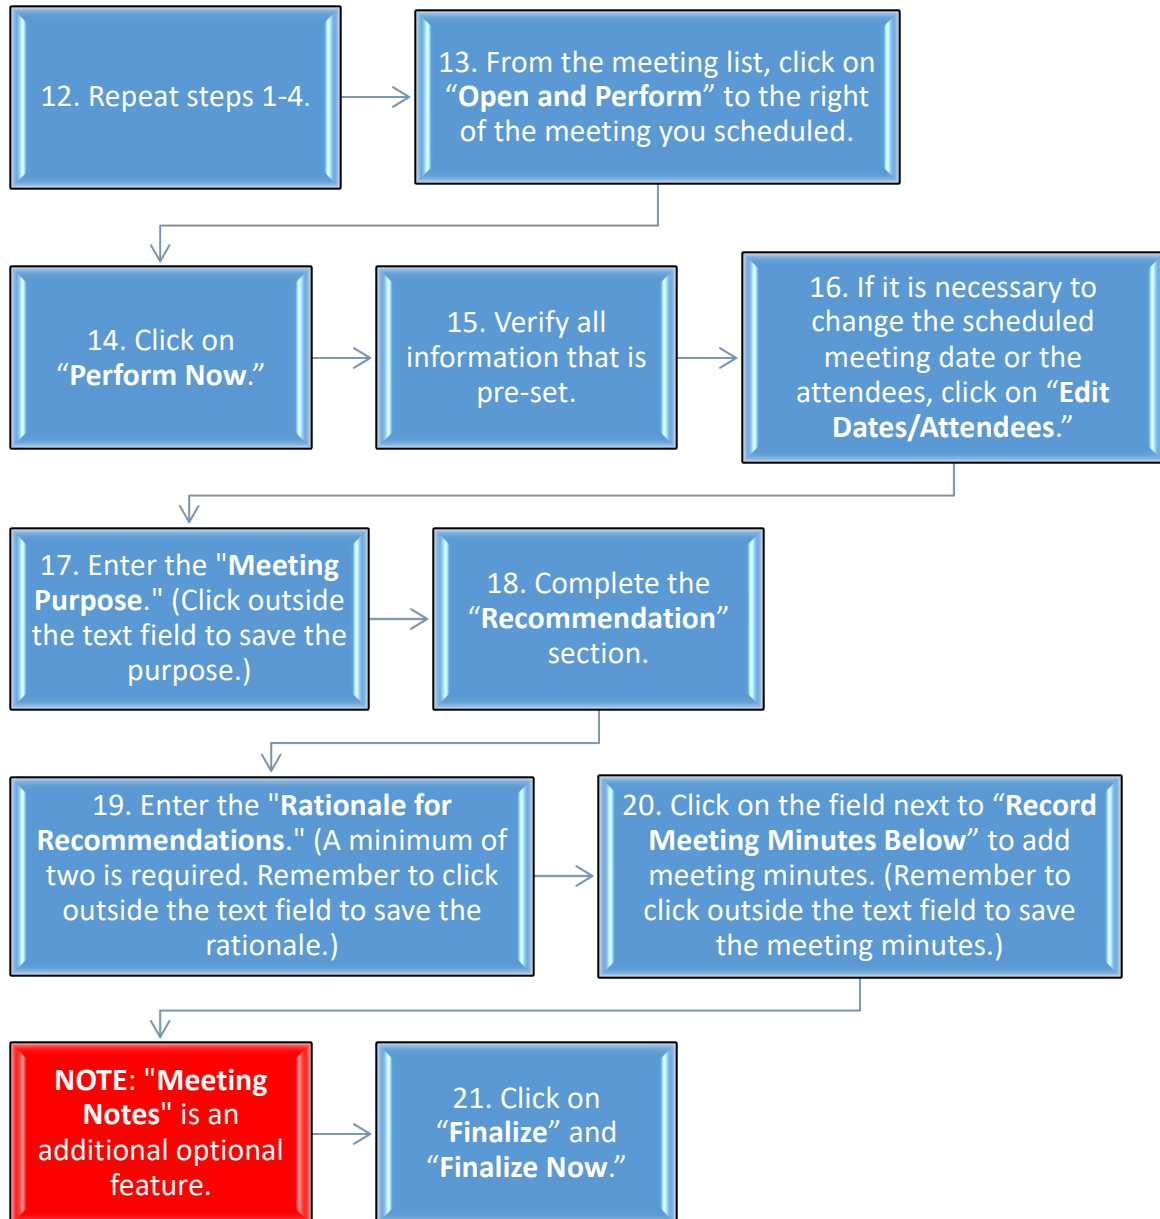 12. Repeat steps 1-4.
13. From the meeting list, click on
“Open and Perform” to the right
of the meeting you scheduled.
14. Click on
“Perform Now.”
15. Verify all
information that is
pre-set.
16. If it is necessary to
change the scheduled
meeting date or the
attendees, click on “Edit
Dates/Attendees.”
17. Enter the "Meeting
Purpose." (Click outside
the text field to save the
purpose.)
18. Complete the
“Recommendation”
section.
19. Enter the "Rationale for
Recommendations." (A minimum of
two is required. Remember to click
outside the text field to save the
rationale.)
20. Click on the field next to “Record
Meeting Minutes Below” to add
meeting minutes. (Remember to
click outside the text field to save
the meeting minutes.)
NOTE: "Meeting
Notes" is an
additional optional
feature.
21. Click on
“Finalize” and
“Finalize Now.”